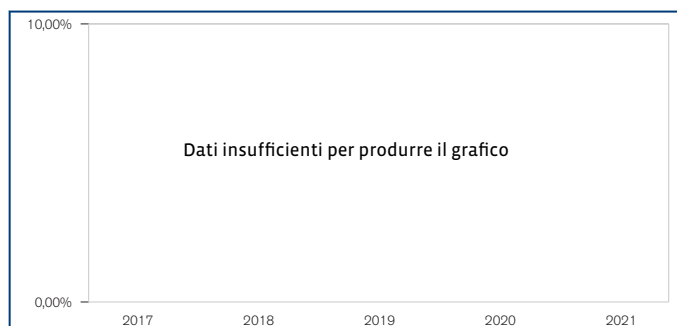 10,00%
Dati insufficienti per produrre il grafico
0,00%
2017 2018 2019 2020 2021